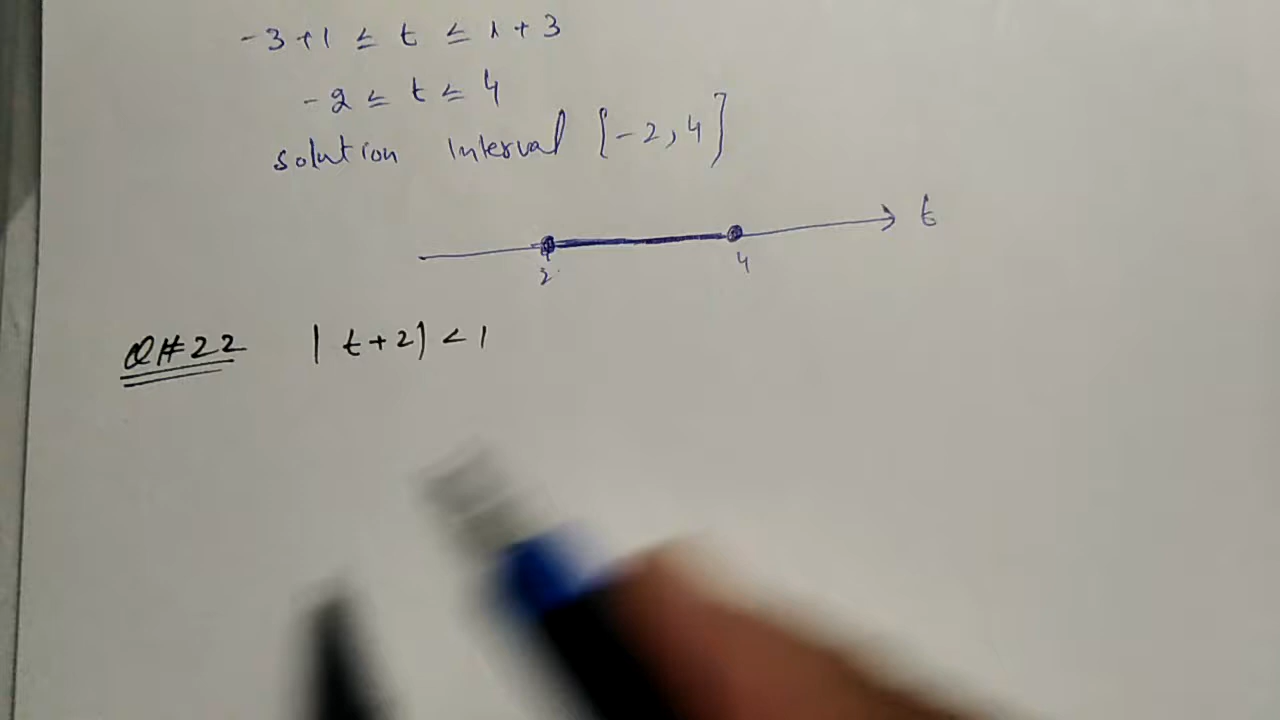 -3+1 ≤ t ≤ 1+3
-2 ≤ t ≤ 4
solution interval [-2, 4]
t
2 4
Q#22 |t+2| < 1